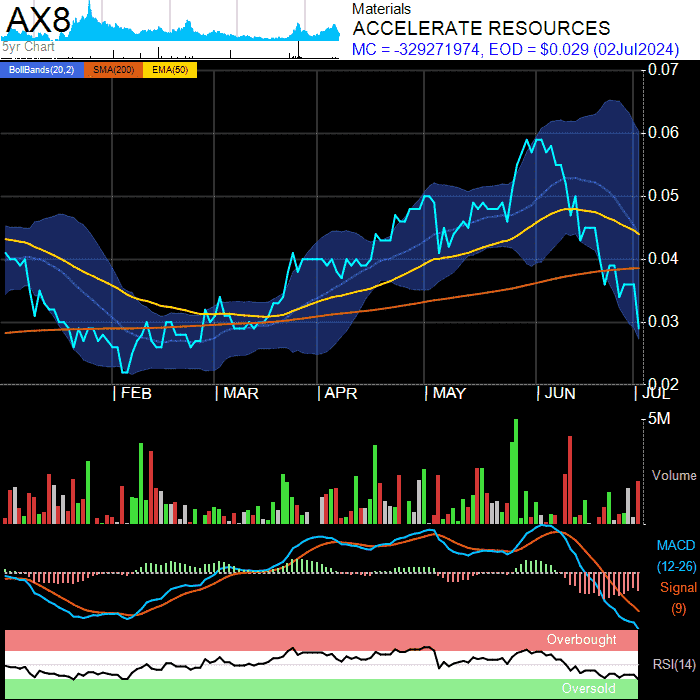 AX8
5yr Chart
Materials
ACCELERATE RESOURCES
MC = -329271974, EOD = $0.029 (02Jul2024)
BollBands(20,2) SMA(200) EMA(50)
0.07
0.06
0.05
0.04
0.03
0.02
FEB MAR APR MAY JUN JUL
5M
Volume
MACD
(12-26)
Signal
(9)
Overbought
RSI(14)
Oversold